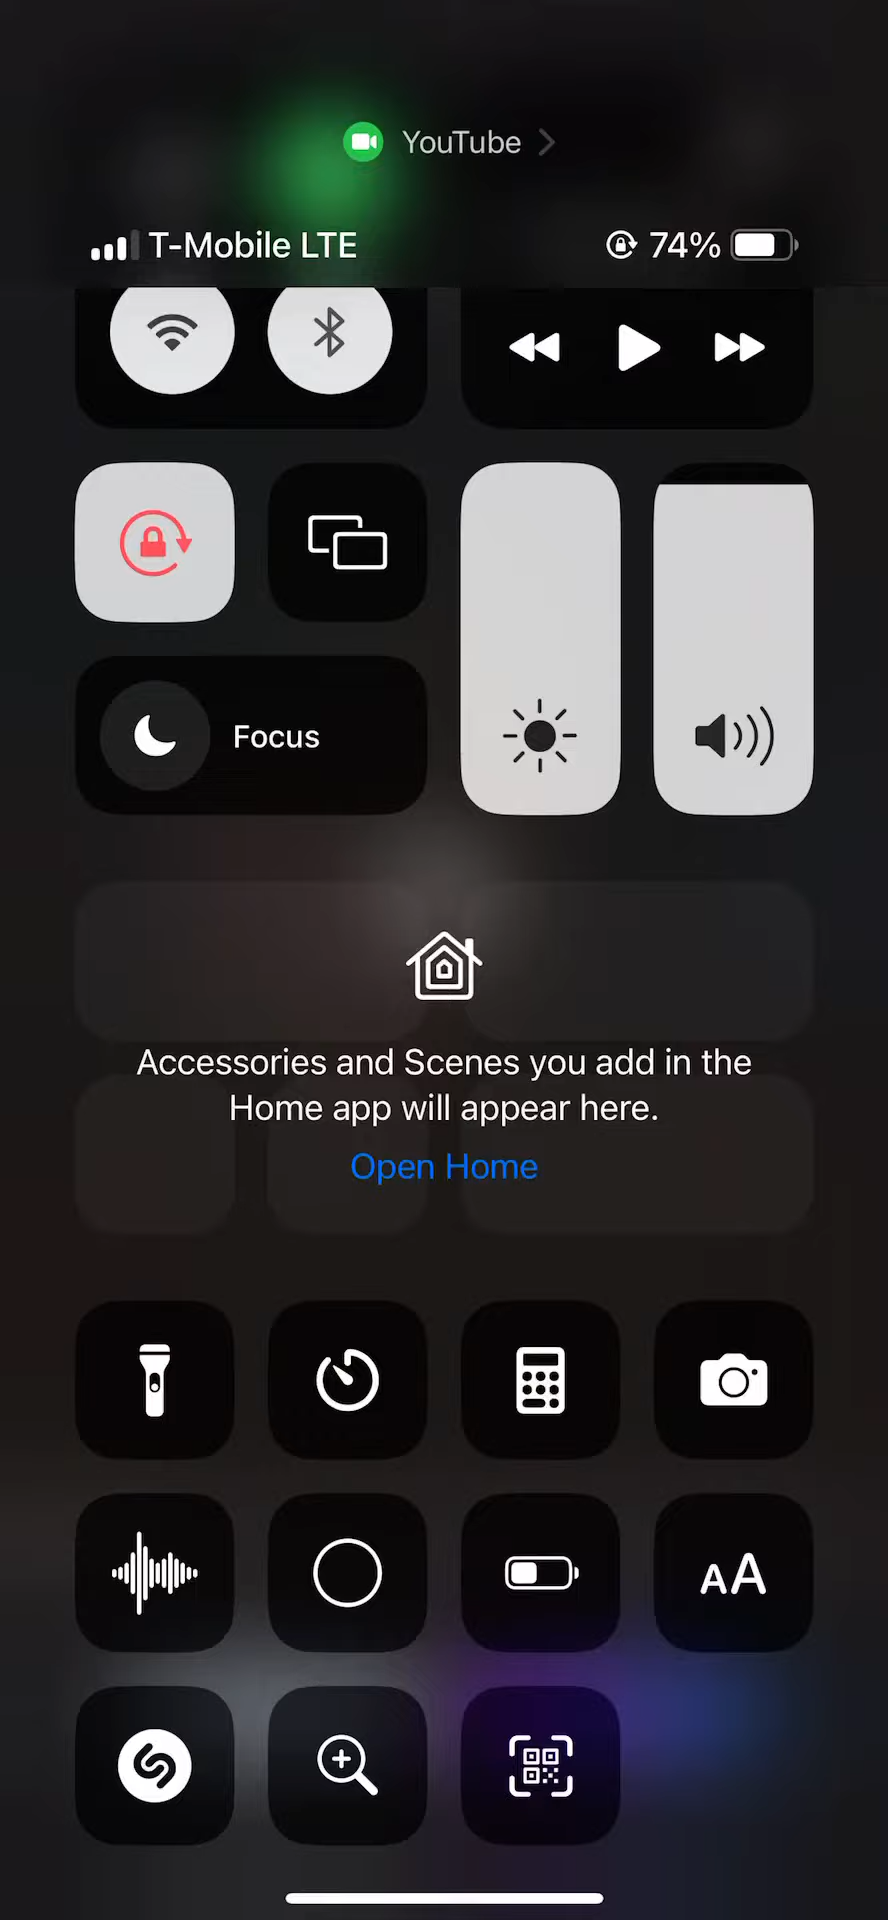 YouTube
T-Mobile LTE 74%
Focus
Accessories and Scenes you add in the
Home app will appear here.
Open Home
AA